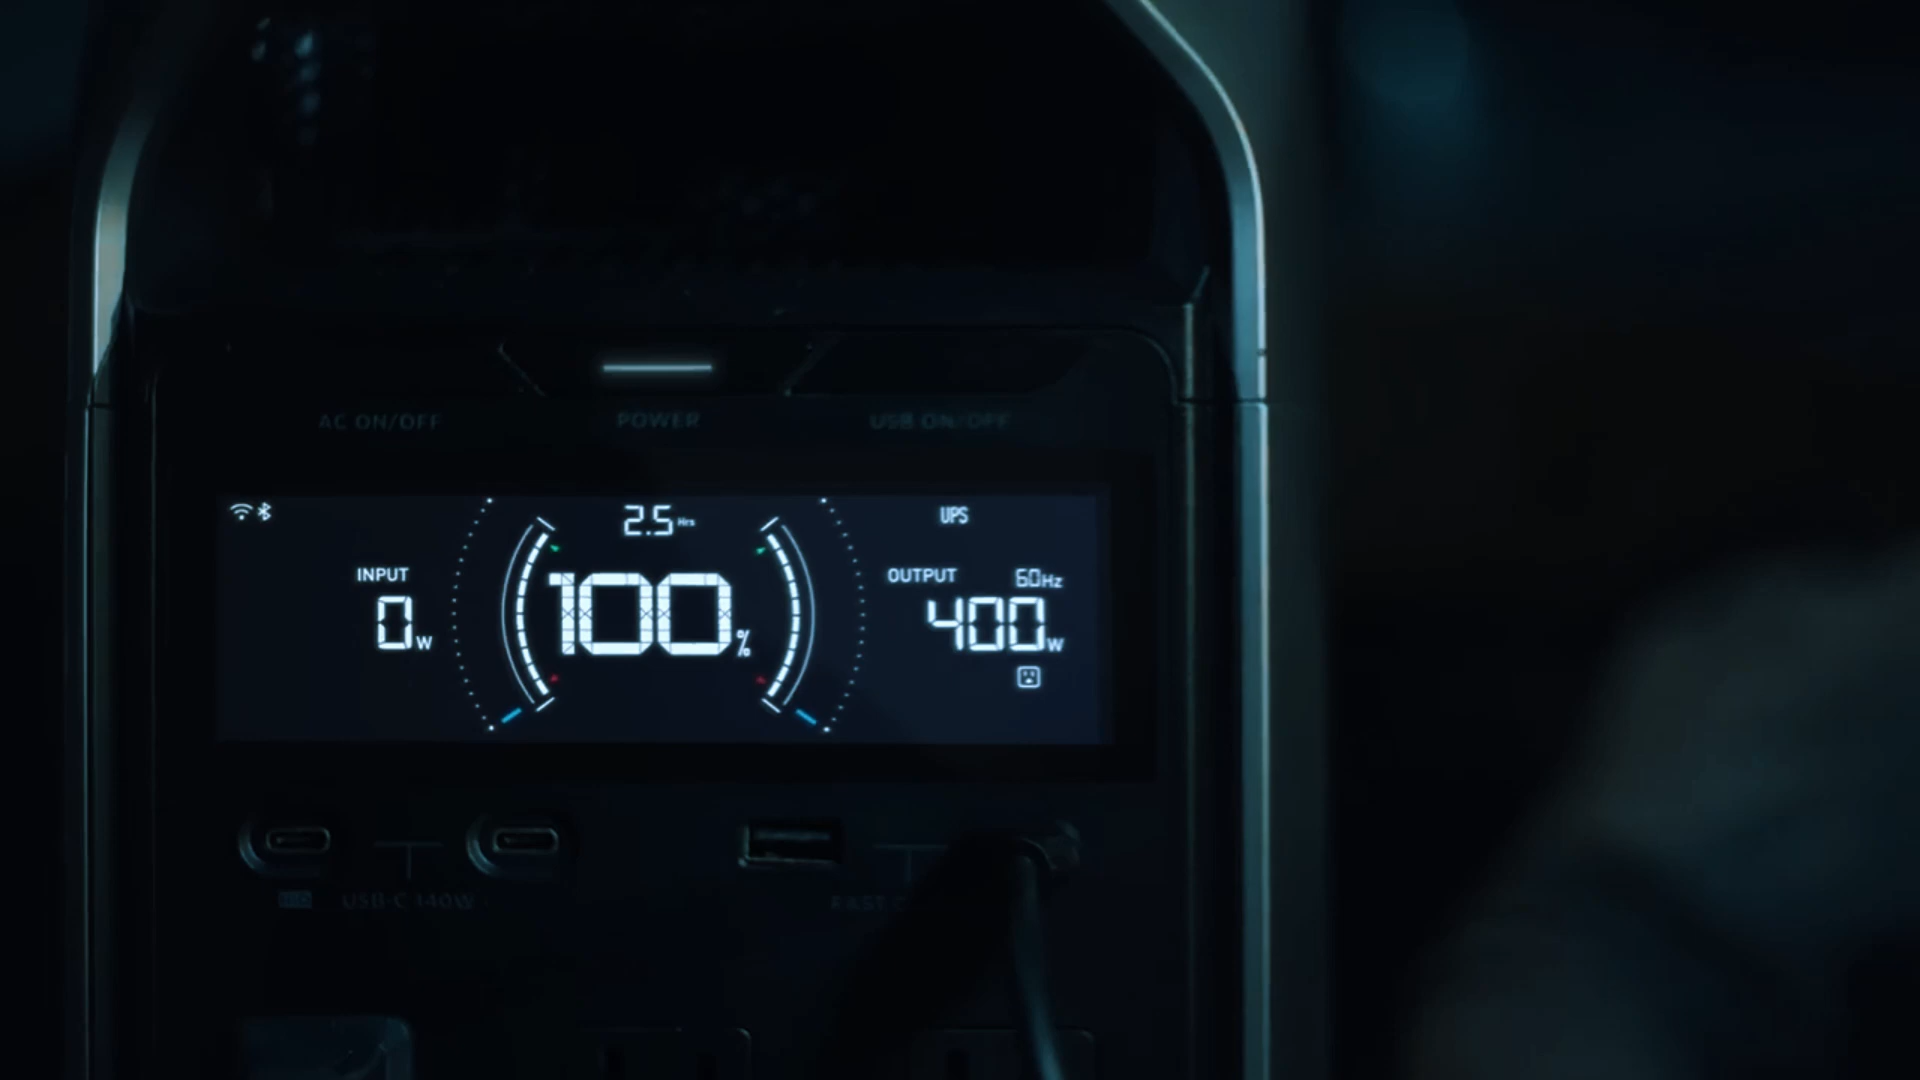 AC ON/OFF POWER USB ON/OFF
2.5 Hrs UPS
INPUT OUTPUT 60Hz
0W 100% 400W
USB-C 140W
FAST